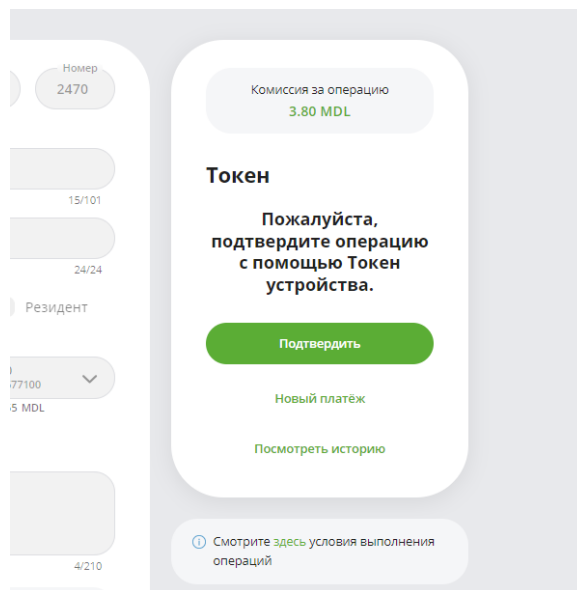 Номер
2470
15/101
24/24
Резидент
77100
MDL
4/210
Комиссия за операцию
3.80 MDL
Токен
Пожалуйста,
подтвердите операцию
с помощью Токен
устройства.
Подтвердить
Новый платёж
Посмотреть историю
Смотрите здесь условия выполнения
операций